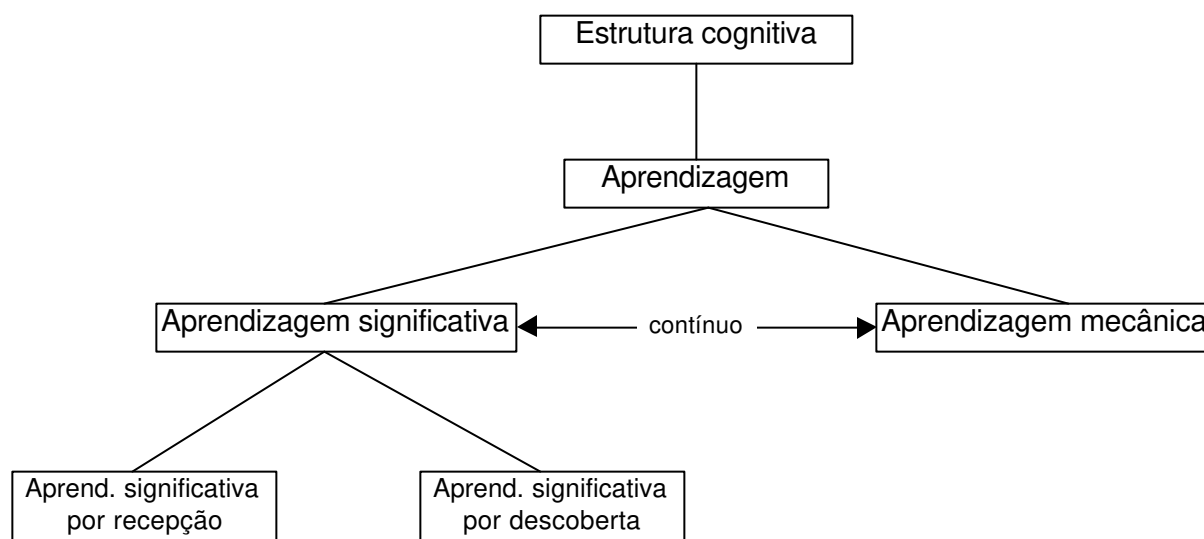 Estrutura cognitiva
Aprendizagem
Aprendizagem significativa
contínuo
Aprendizagem mecânica
Aprend. significativa
por recepção
Aprend. significativa
por descoberta